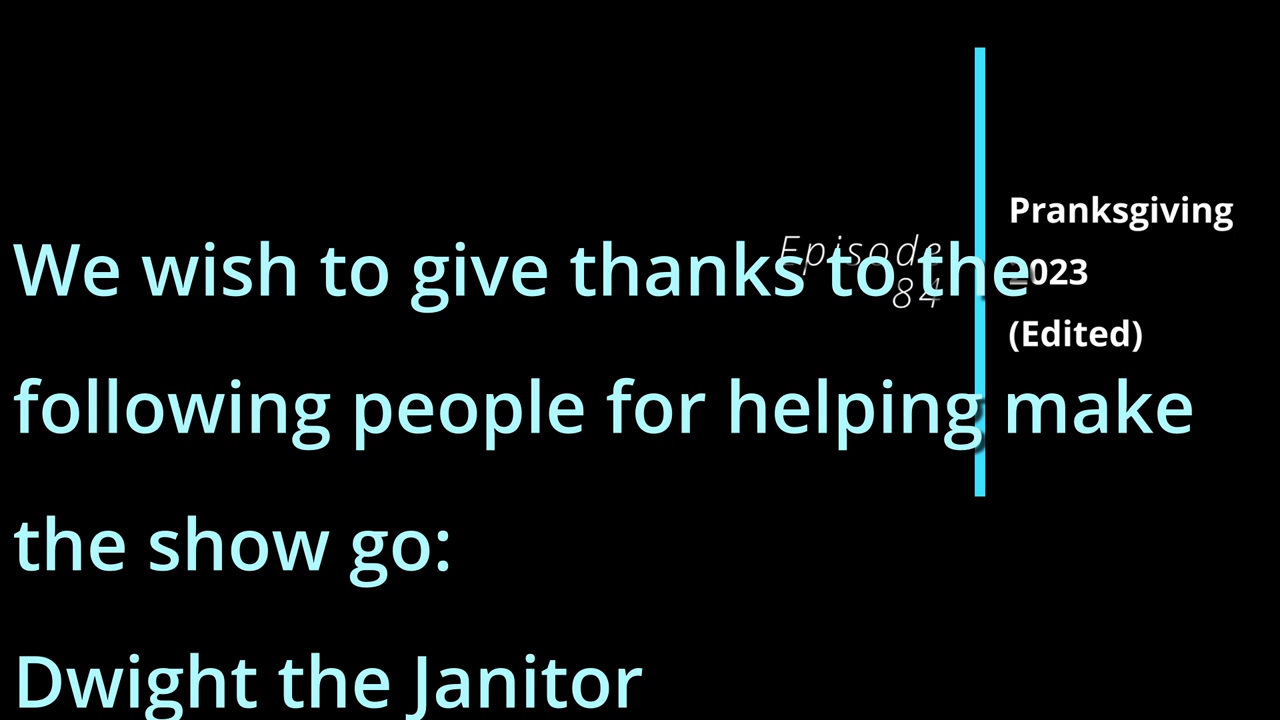 Pranksgiving
2023
(Edited)
Episode
84
We wish to give thanks to the
following people for helping make
the show go:
Dwight the Janitor